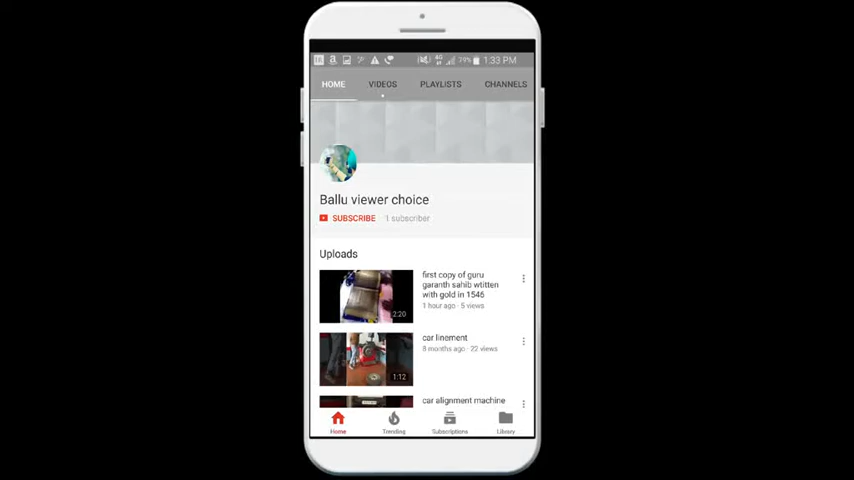 79% 1:33 PM
HOME VIDEOS PLAYLISTS CHANNELS
Ballu viewer choice
SUBSCRIBE 1 subscriber
Uploads
first copy of guru
garanth sahib wtitten
with gold in 1546
1 hour ago · 5 views
2:20
car linement
8 months ago · 22 views
1:12
car alignment machine
Home Trending Subscriptions Library